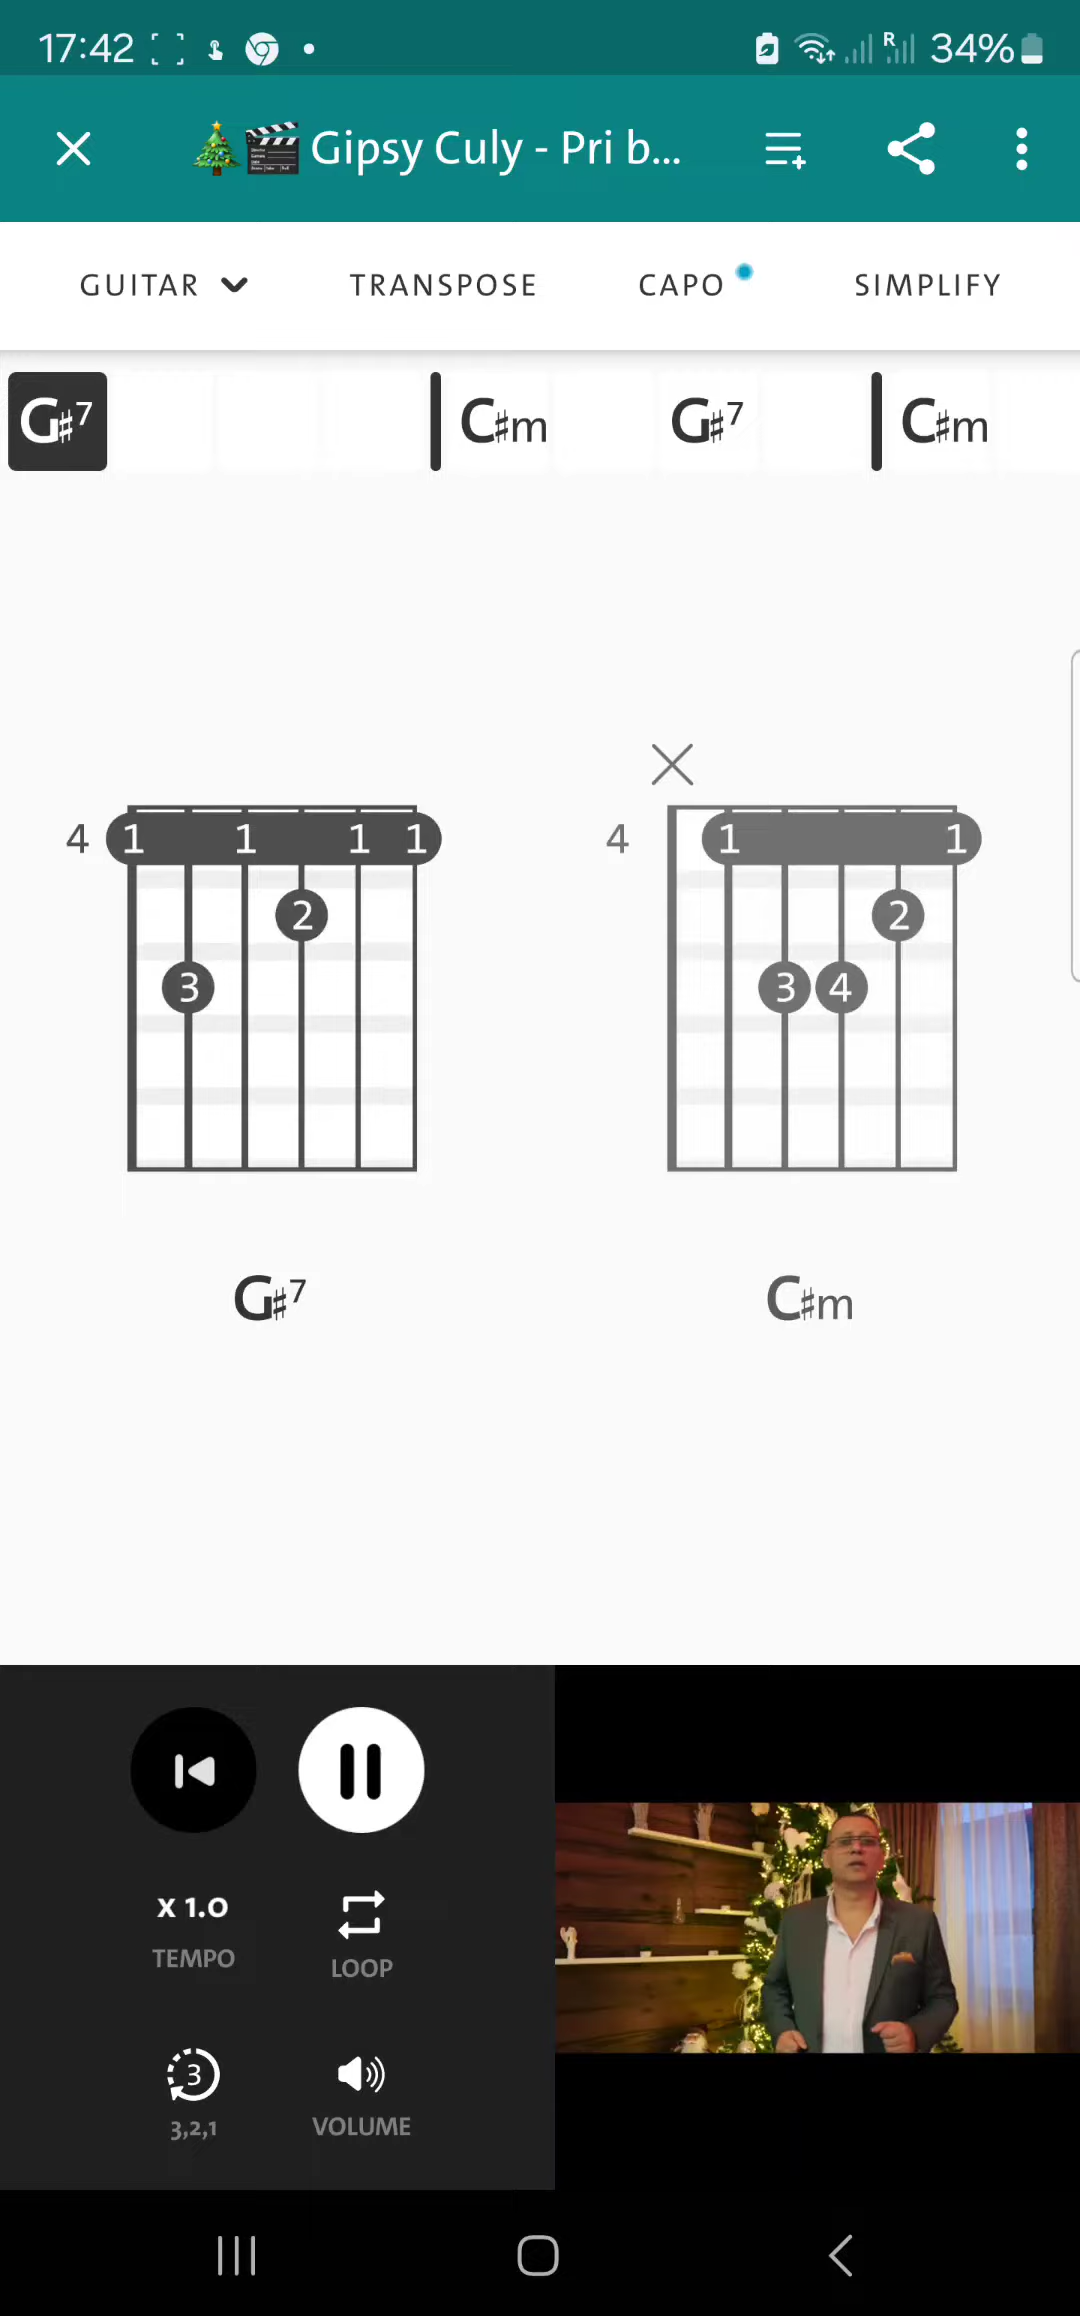 17:42 R 34%
🎄🎬 Gipsy Culy - Pri b...
GUITAR TRANSPOSE CAPO SIMPLIFY
G♯7 C♯m G♯7 C♯m
4 1 1 1 1 4 1 1
2 2
3 3 4
G♯7 C♯m
x 1.0
TEMPO LOOP
3
3,2,1 VOLUME